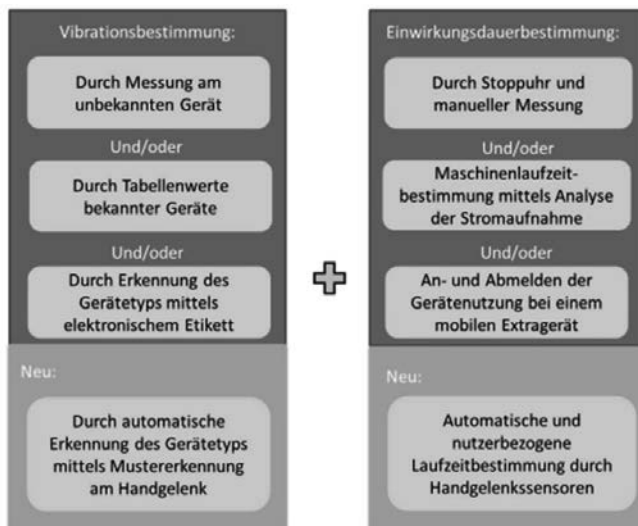 Vibrationsbestimmung:
Durch Messung am
unbekannten Gerät
Und/oder
Durch Tabellenwerte
bekannter Geräte
Und/oder
Durch Erkennung des
Gerätetyps mittels
elektronischem Etikett
Neu:
Durch automatische
Erkennung des Gerätetyps
mittels Mustererkennung
am Handgelenk
Einwirkungsdauerbestimmung:
Durch Stoppuhr und
manueller Messung
Und/oder
Maschinenlaufzeit-
bestimmung mittels Analyse
der Stromaufnahme
Und/oder
An- und Abmelden der
Gerätenutzung bei einem
mobilen Extragerät
Neu:
Automatische und
nutzerbezogene
Laufzeitbestimmung durch
Handgelenkssensoren